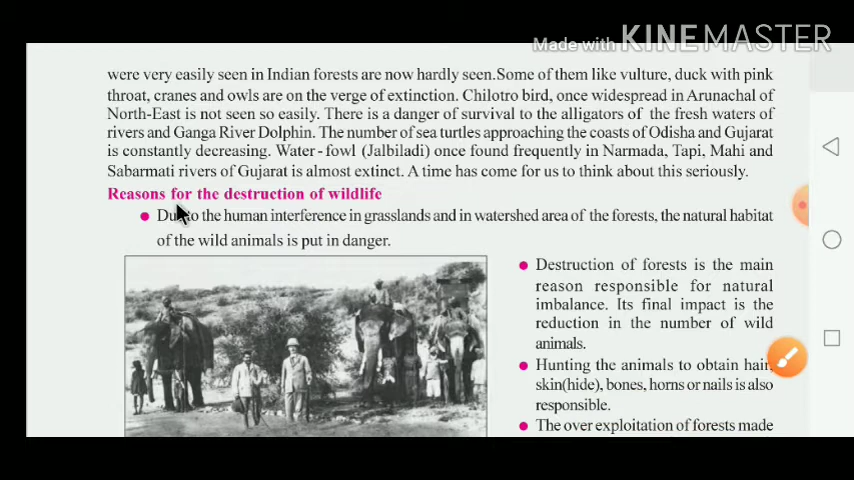 Made with KINEMASTER
were very easily seen in Indian forests are now hardly seen.Some of them like vulture, duck with pink
throat, cranes and owls are on the verge of extinction. Chilotro bird, once widespread in Arunachal of
North-East is not seen so easily. There is a danger of survival to the alligators of the fresh waters of
rivers and Ganga River Dolphin. The number of sea turtles approaching the coasts of Odisha and Gujarat
is constantly decreasing. Water - fowl (Jalbiladi) once found frequently in Narmada, Tapi, Mahi and
Sabarmati rivers of Gujarat is almost extinct. A time has come for us to think about this seriously.
Reasons for the destruction of wildlife
● to the human interference in grasslands and in watershed area of the forests, the natural habitat
of the wild animals is put in danger.
● Destruction of forests is the main
reason responsible for natural
imbalance. Its final impact is the
reduction in the number of wild
animals.
● Hunting the animals to obtain hair,
skin(hide), bones, horns or nails is also
responsible.
● The over exploitation of forests made